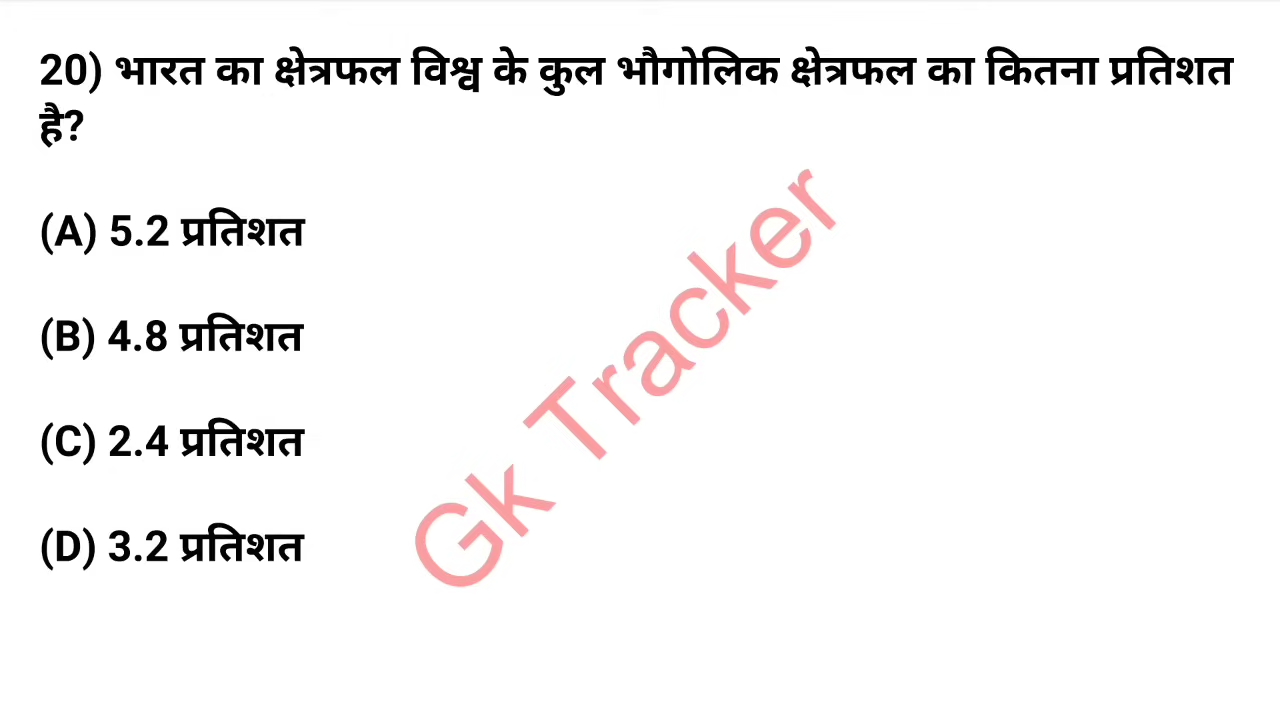 20) भारत का क्षेत्रफल विश्व के कुल भौगोलिक क्षेत्रफल का कितना प्रतिशत
है?
(A) 5.2 प्रतिशत
(B) 4.8 प्रतिशत
(C) 2.4 प्रतिशत
(D) 3.2 प्रतिशत
Gk Tracker